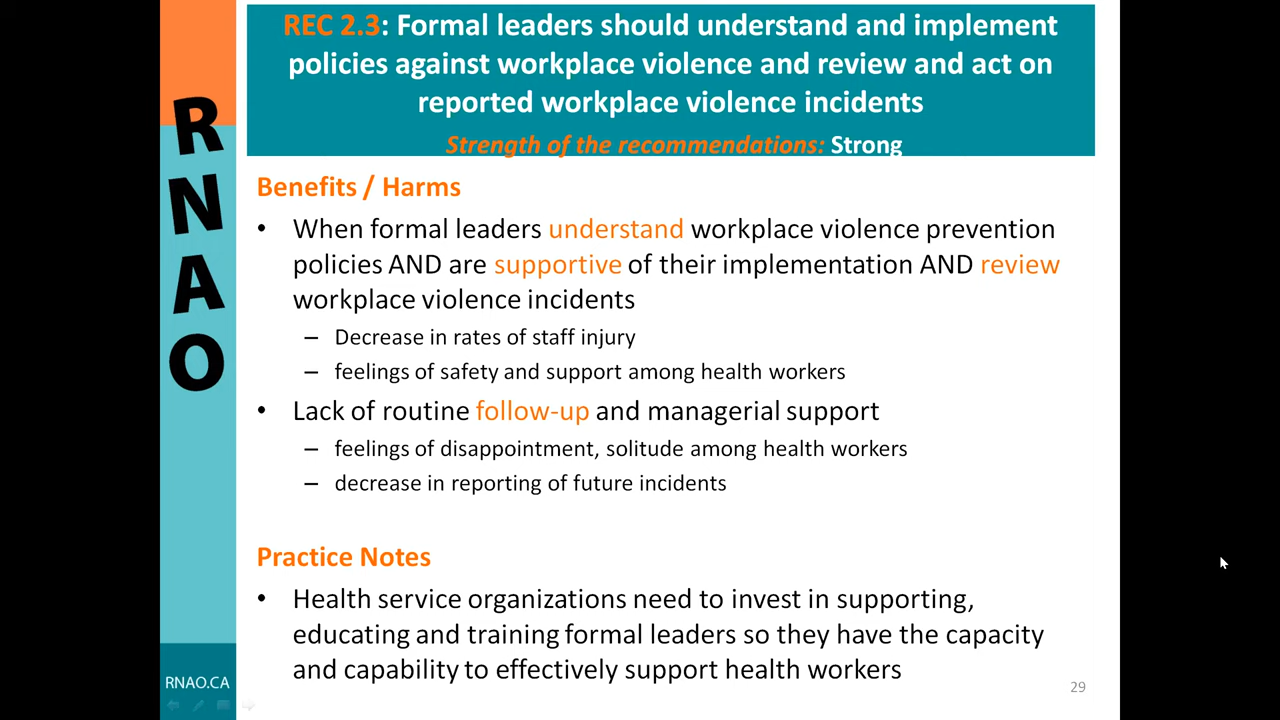 REC 2.3: Formal leaders should understand and implement
policies against workplace violence and review and act on
reported workplace violence incidents
Strength of the recommendations: Strong
RNAO
Benefits / Harms
• When formal leaders understand workplace violence prevention
policies AND are supportive of their implementation AND review
workplace violence incidents
– Decrease in rates of staff injury
– feelings of safety and support among health workers
• Lack of routine follow-up and managerial support
– feelings of disappointment, solitude among health workers
– decrease in reporting of future incidents
Practice Notes
• Health service organizations need to invest in supporting,
educating and training formal leaders so they have the capacity
and capability to effectively support health workers
RNAO.CA
29